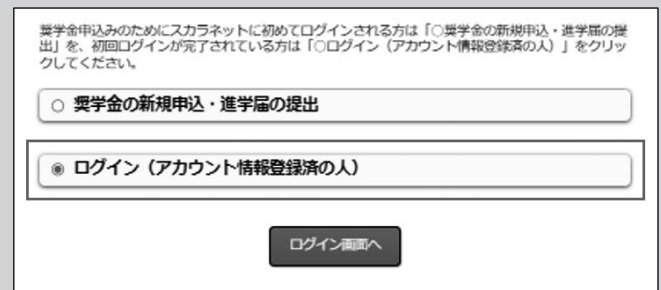 奨学金申込みのためにスカラネットに初めてログインされる方は「○奨学金の新規申込・進学届の提
出」を、初回ログインが完了されている方は「○ログイン（アカウント情報登録済の人）」をクリッ
クしてください。
○ 奨学金の新規申込・進学届の提出
◉ ログイン（アカウント情報登録済の人）
ログイン画面へ